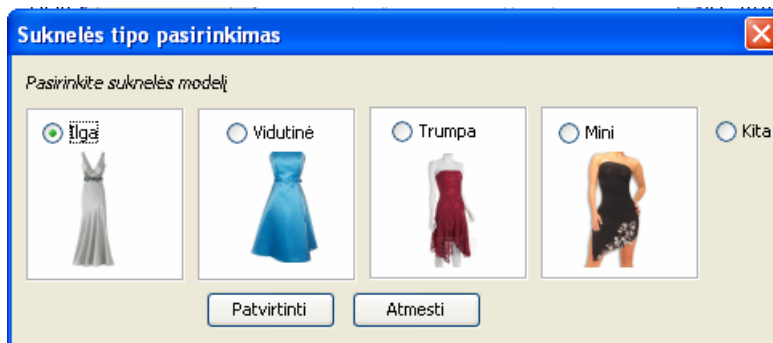 Suknelės tipo pasirinkimas
Pasirinkite suknelės modelį
Ilga
Vidutinė
Trumpa
Mini
Kita
Patvirtinti
Atmesti